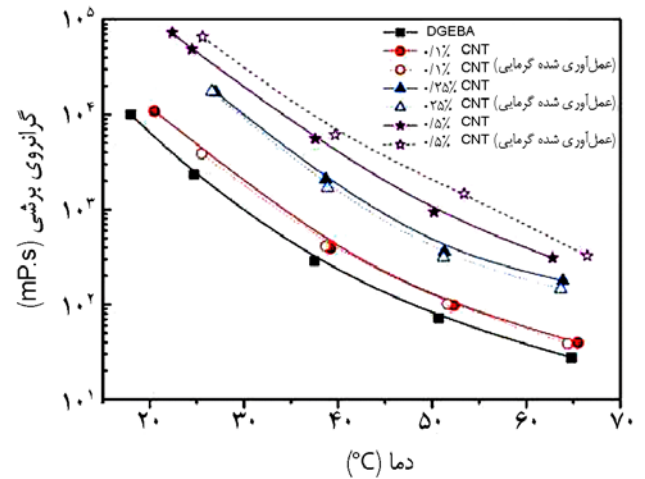 ۱۰۵
۱۰۴
۱۰۳
۱۰۲
۱۰۱
گرانروی برشی (mP.s)
DGEBA
۰/۱٪ CNT
۰/۱٪ CNT (عمل‌آوری شده گرمایی)
۰/۲۵٪ CNT
۰۲۵٪ CNT (عمل‌آوری شده گرمایی)
۰/۵٪ CNT
۰/۵٪ CNT (عمل‌آوری شده گرمایی)
۲۰ ۳۰ ۴۰ ۵۰ ۶۰ ۷۰
دما (°C)